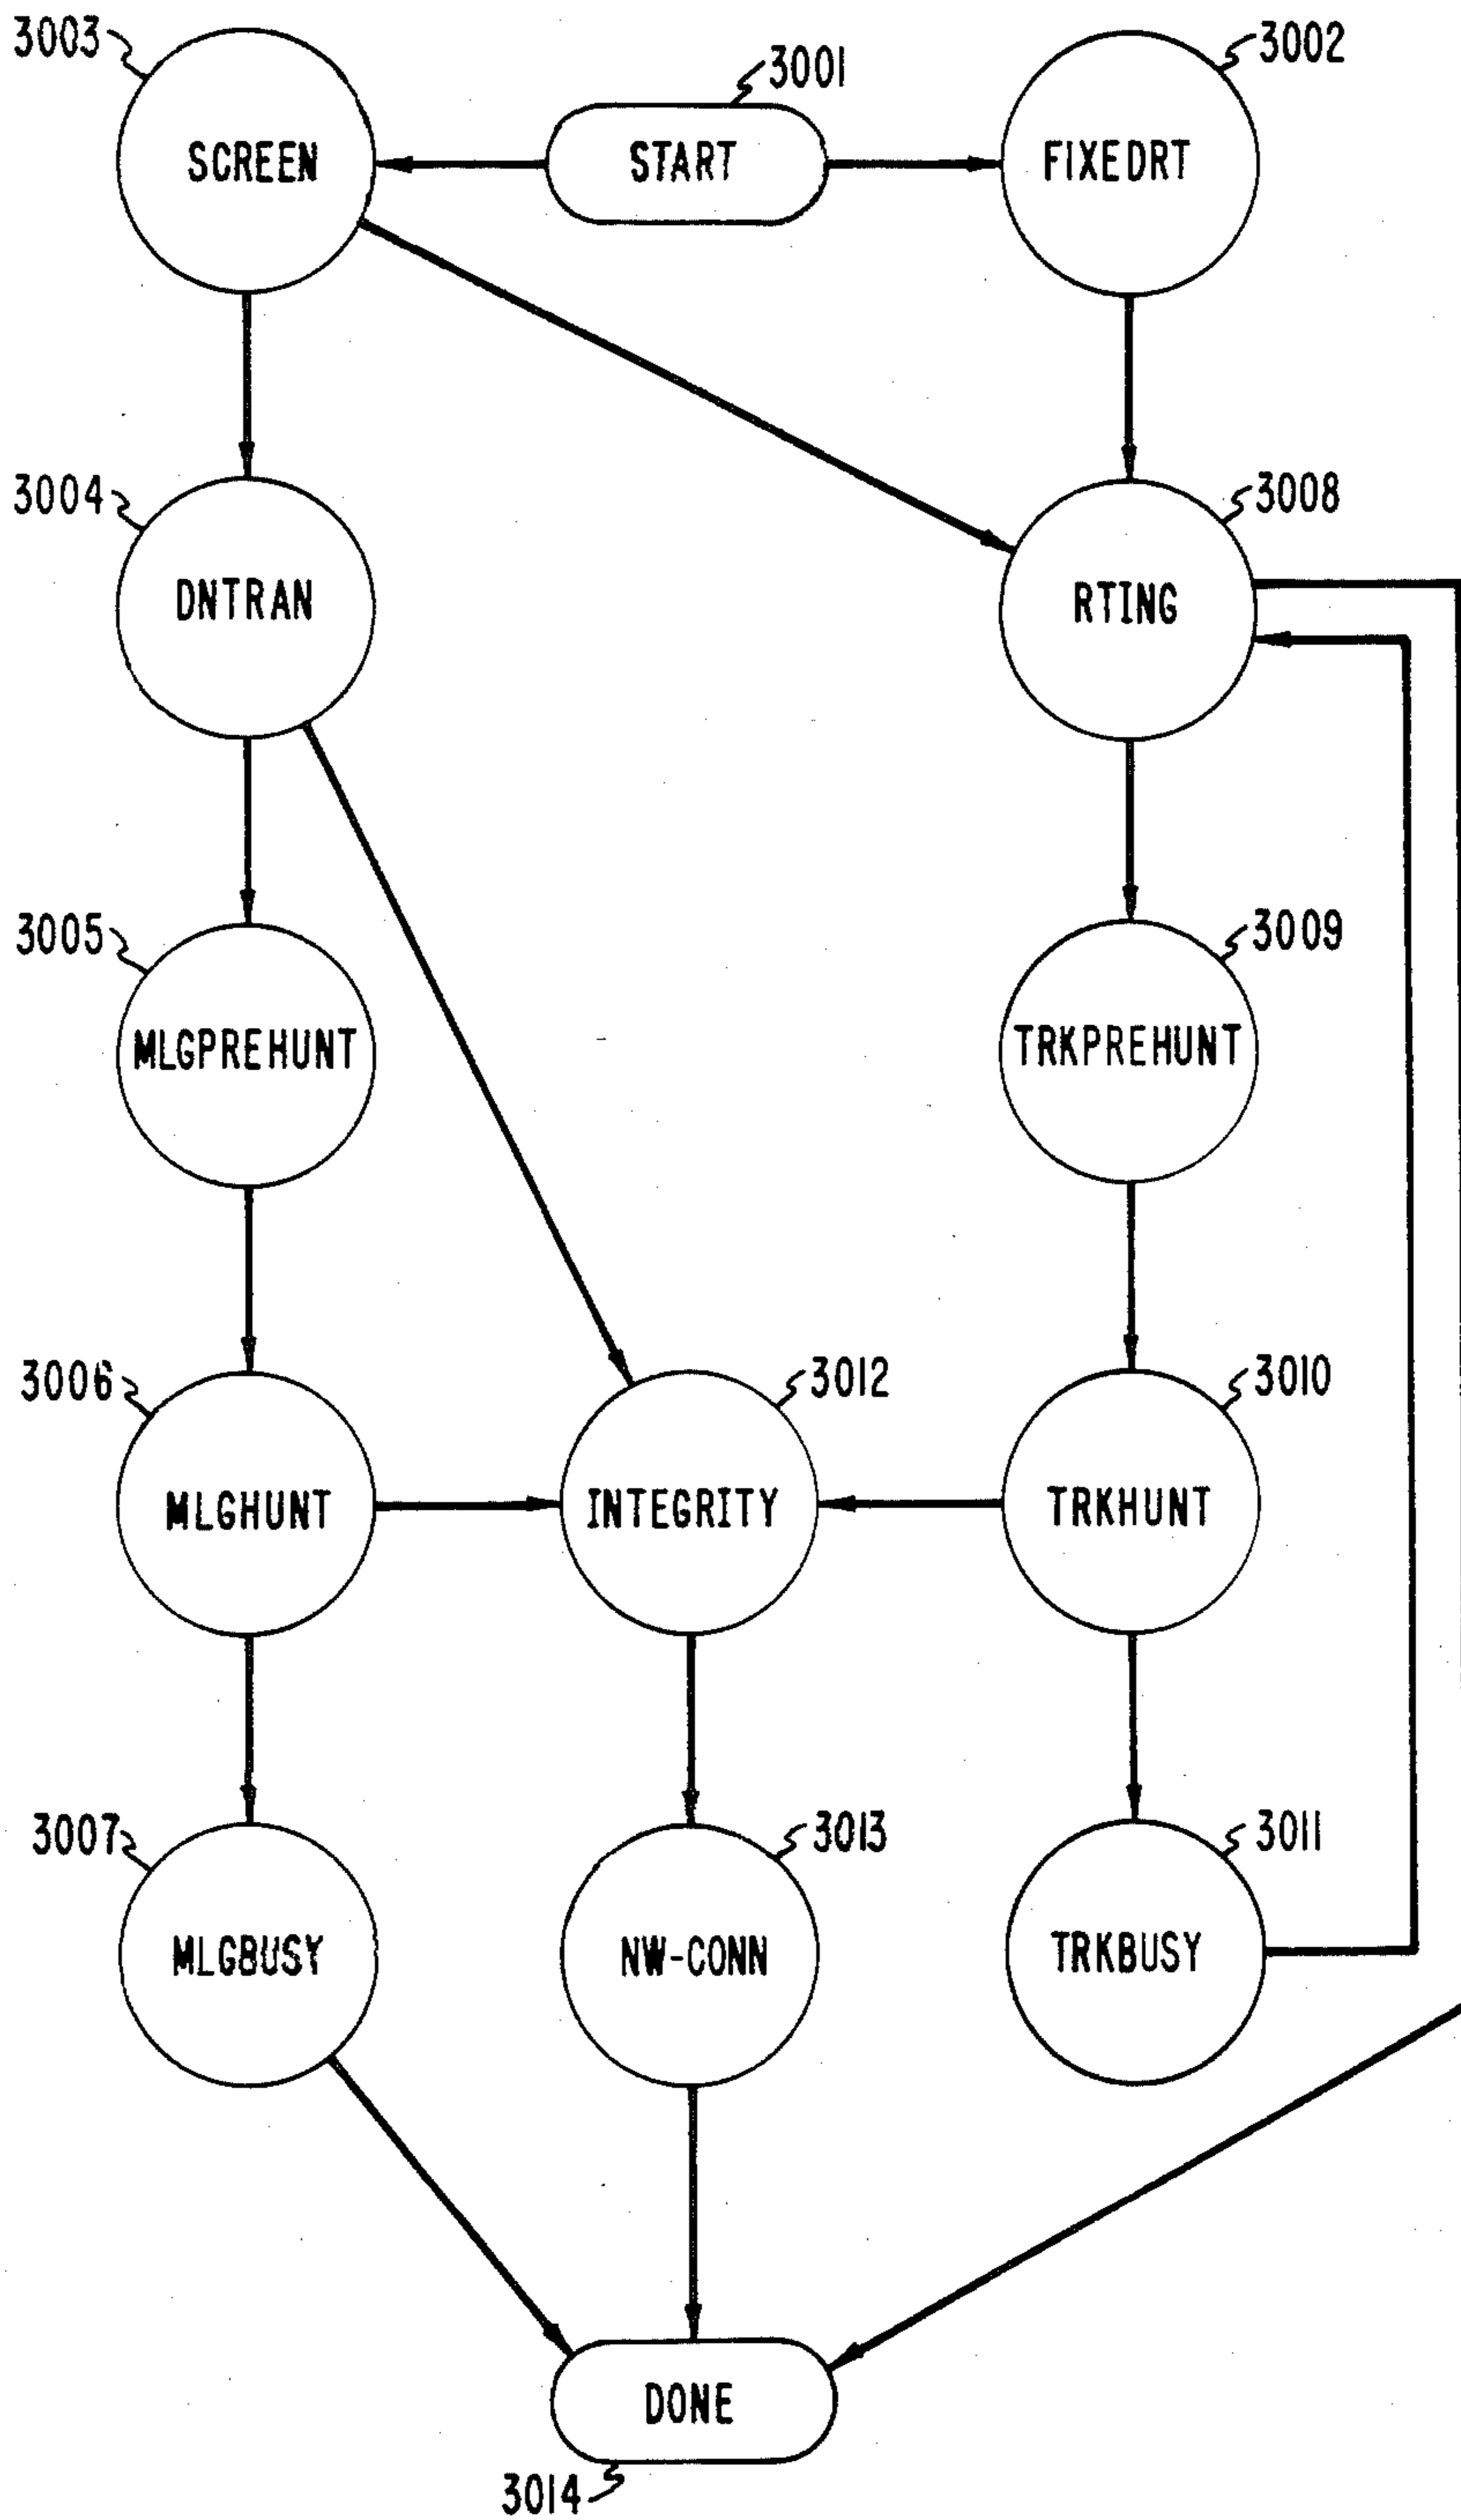 3003
3001
3002
SCREEN
START
FIXEDRT
3004
3008
DNTRAN
RTING
3005
3009
MLGPREHUNT
TRKPREHUNT
3006
3012
3010
MLGHUNT
INTEGRITY
TRKHUNT
3007
3013
3011
MLGBUSY
NW-CONN
TRKBUSY
DONE
3014